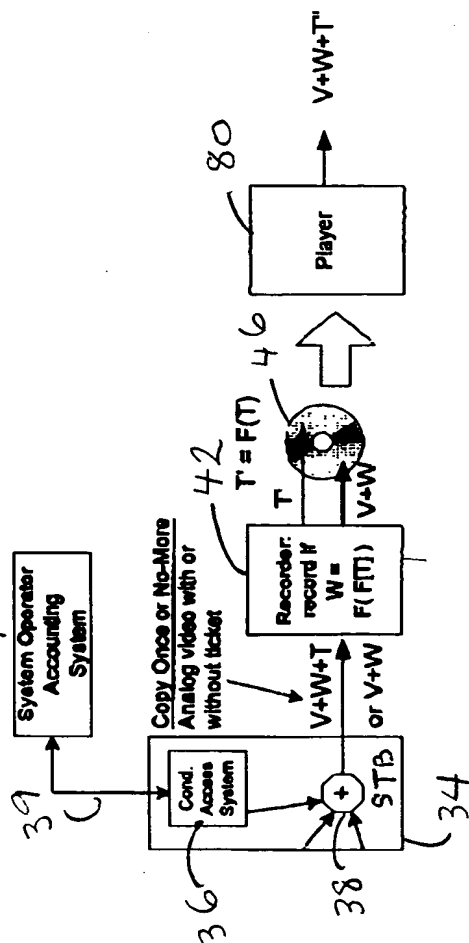 39
System Operator
Accounting
System
36
Cond.
Access
System
38
+
STB
34
Copy Once or No-More
Analog video with or
without ticket
V+W+T
or V+W
42
Recorder:
record if
W =
F(F(T))
T' = F(T)
T'
V+W
46
80
Player
V+W+T'